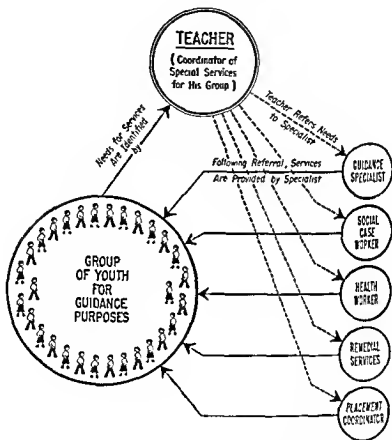 TEACHER
( Coordinator of
Special Services
for His Group )
Needs for Services
Are Identified
by
Teacher Refers Needs
to Specialist
Following Referral, Services
Are Provided by Specialist
GUIDANCE
SPECIALIST
SOCIAL
CASE
WORKER
GROUP
OF YOUTH
FOR
GUIDANCE
PURPOSES
HEALTH
WORKER
REMEDIAL
SERVICES
PLACEMENT
COORDINATOR